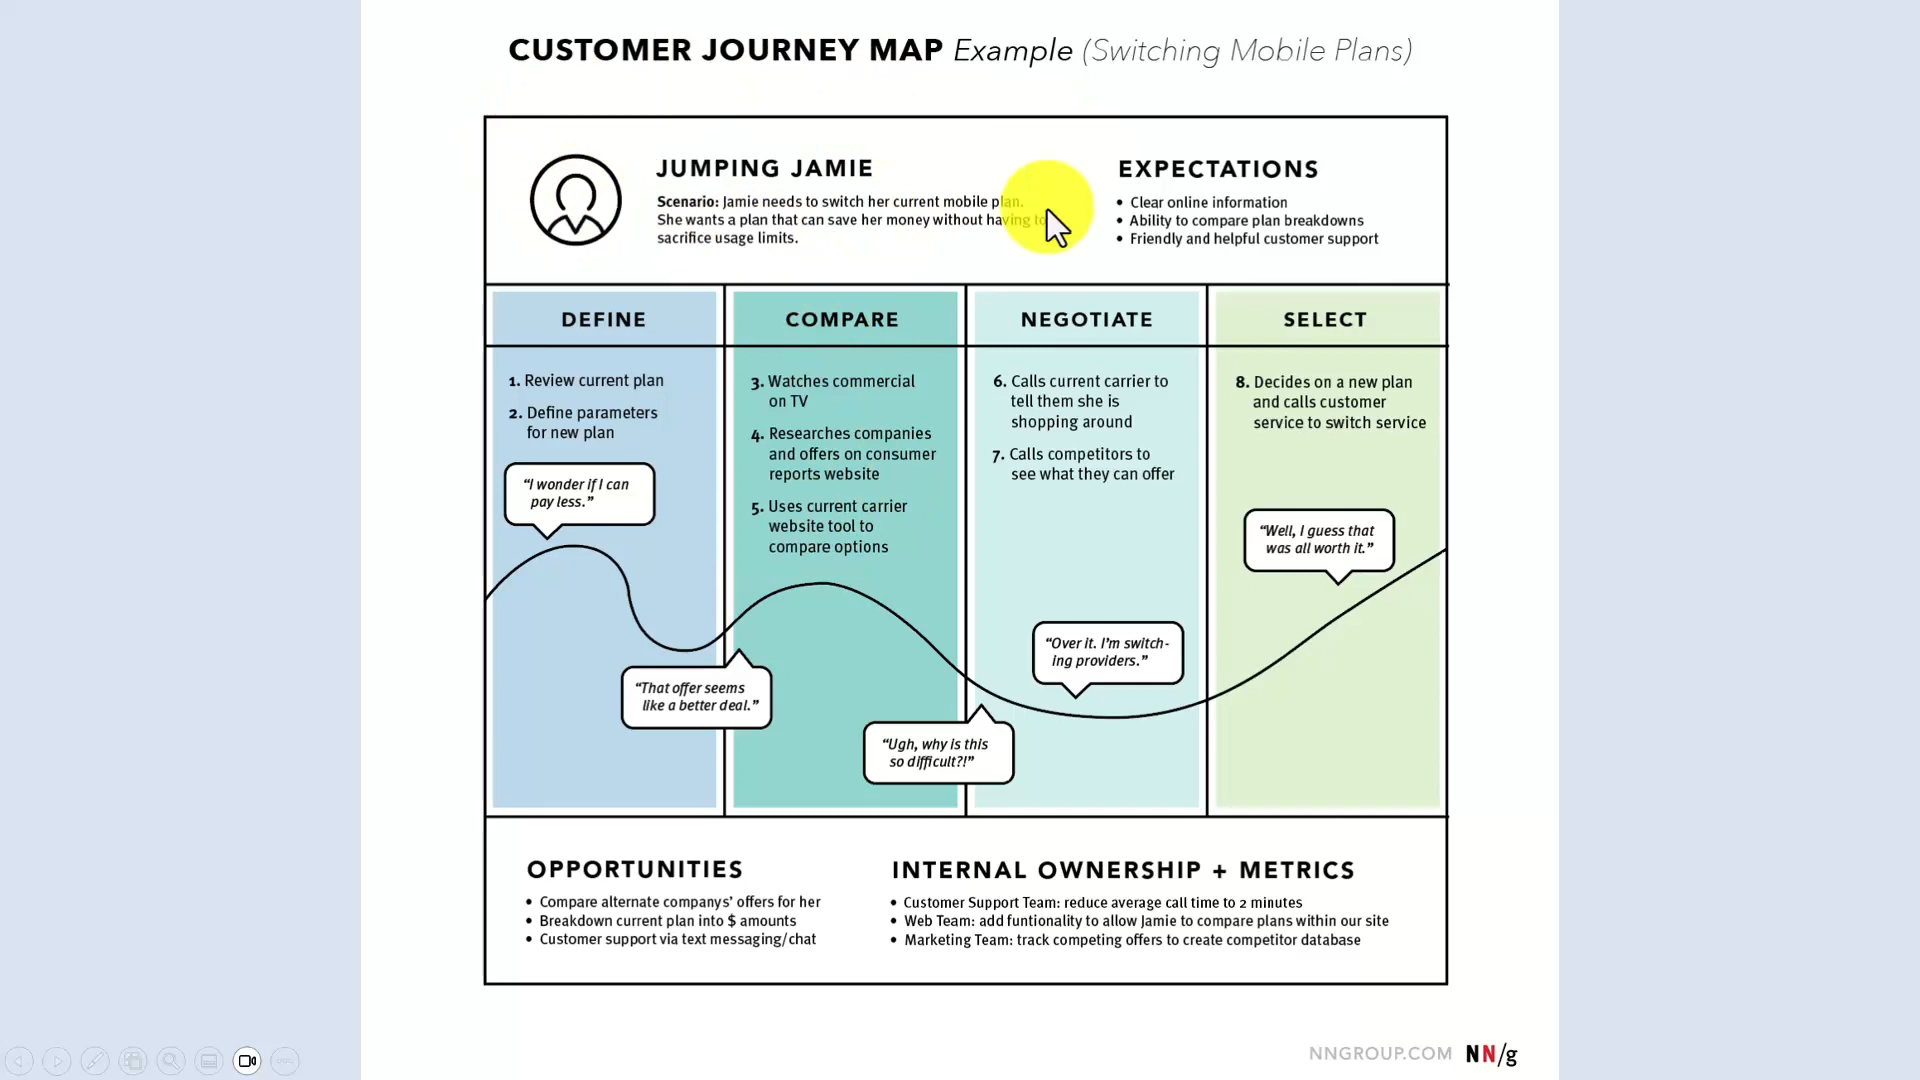 CUSTOMER JOURNEY MAP Example (Switching Mobile Plans)
JUMPING JAMIE
Scenario: Jamie needs to switch her current mobile plan.
She wants a plan that can save her money without having to
sacrifice usage limits.
EXPECTATIONS
• Clear online information
• Ability to compare plan breakdowns
• Friendly and helpful customer support
DEFINE
1. Review current plan
2. Define parameters
for new plan
“I wonder if I can
pay less.”
COMPARE
3. Watches commercial
on TV
4. Researches companies
and offers on consumer
reports website
5. Uses current carrier
website tool to
compare options
“That offer seems
like a better deal.”
NEGOTIATE
6. Calls current carrier to
tell them she is
shopping around
7. Calls competitors to
see what they can offer
“Ugh, why is this
so difficult?!”
“Over it. I’m switch-
ing providers.”
SELECT
8. Decides on a new plan
and calls customer
service to switch service
“Well, I guess that
was all worth it.”
OPPORTUNITIES
• Compare alternate companys’ offers for her
• Breakdown current plan into $ amounts
• Customer support via text messaging/chat
INTERNAL OWNERSHIP + METRICS
• Customer Support Team: reduce average call time to 2 minutes
• Web Team: add funtionality to allow Jamie to compare plans within our site
• Marketing Team: track competing offers to create competitor database
NNGROUP.COM NN/g